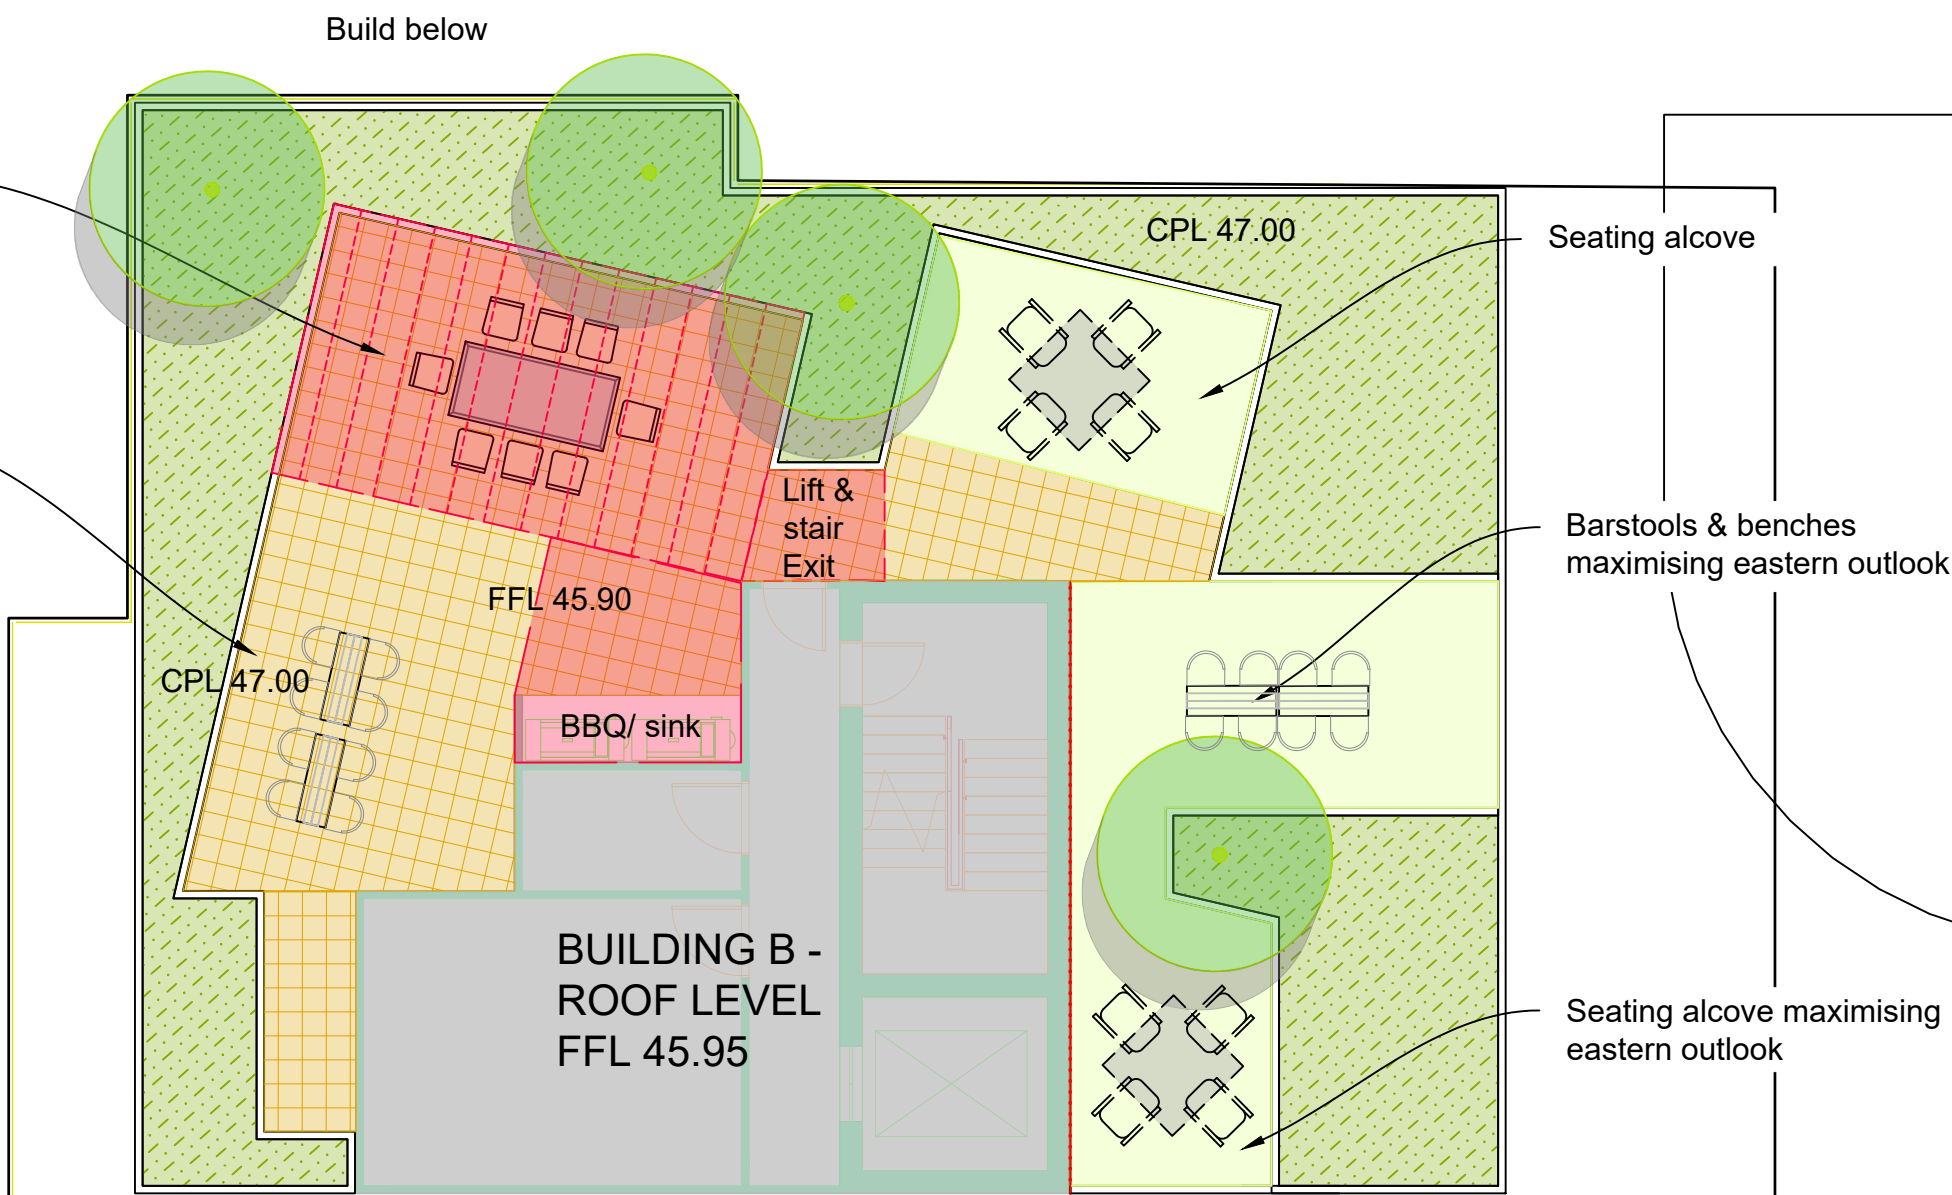 Build below
CPL 47.00
Seating alcove
Lift &
stair
Exit
Barstools & benches
maximising eastern outlook
FFL 45.90
CPL 47.00
BBQ/ sink
BUILDING B -
ROOF LEVEL
FFL 45.95
Seating alcove maximising
eastern outlook